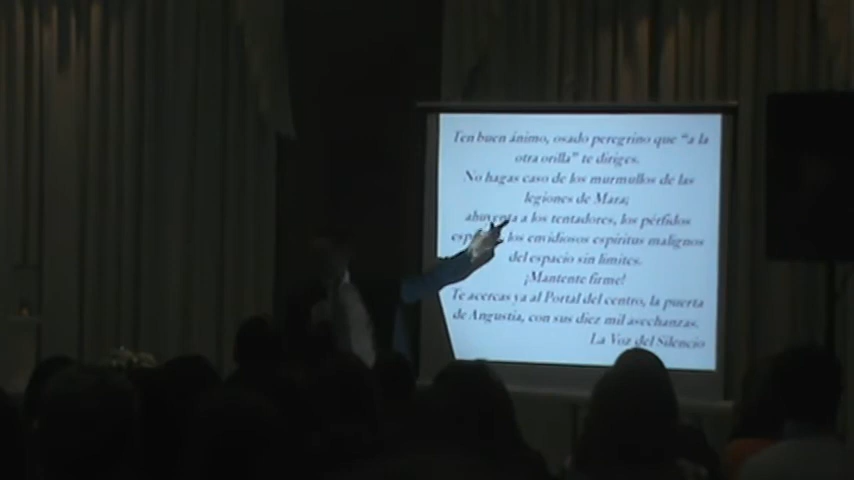 Ten buen ánimo, osado peregrino que "a la
otra orilla" te diriges.
No hagas caso de los murmullos de las
legiones de Mara;
ahuyenta a los tentadores, los pérfidos
los envidiosos espíritus malignos
del espacio sin límites.
¡Mantente firme!
Te acercas ya al Portal del centro, la puerta
de Angustia, con sus diez mil asechanzas.
La Voz del Silencio